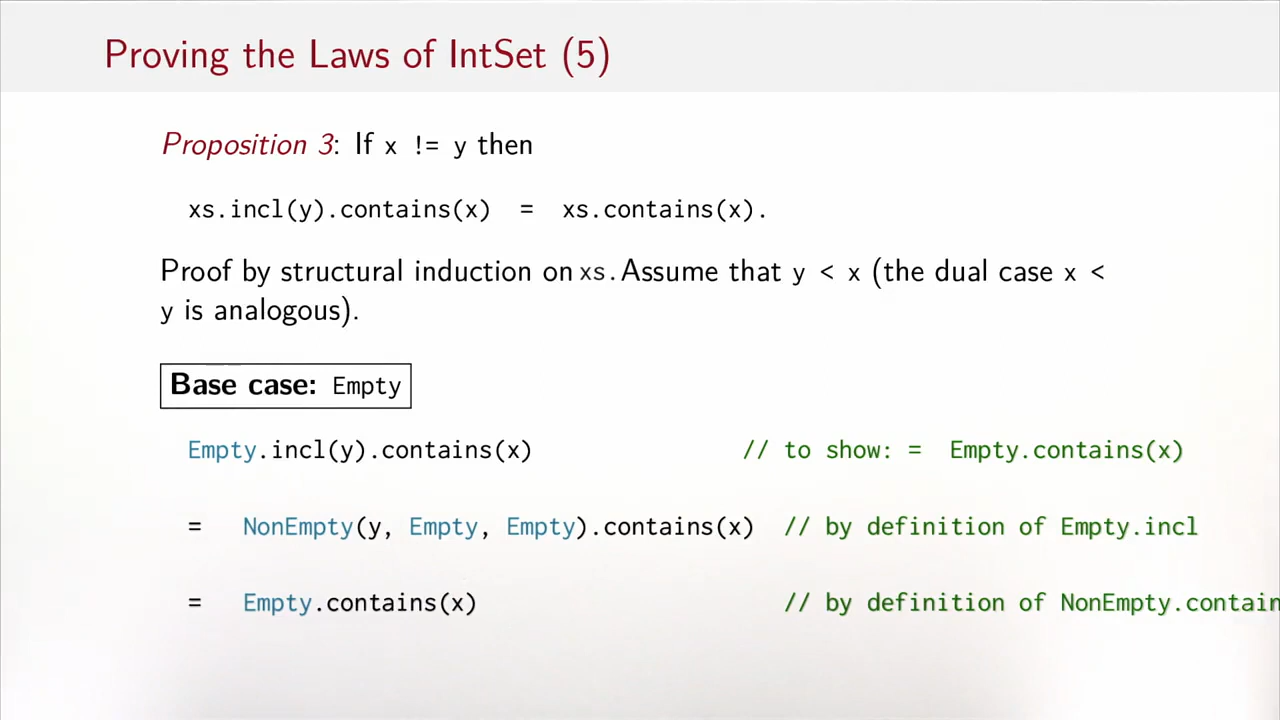 Proving the Laws of IntSet (5)
Proposition 3: If x != y then
xs.incl(y).contains(x) = xs.contains(x).
Proof by structural induction on xs. Assume that y < x (the dual case x <
y is analogous).
Base case: Empty
Empty.incl(y).contains(x) // to show: = Empty.contains(x)
= NonEmpty(y, Empty, Empty).contains(x) // by definition of Empty.incl
= Empty.contains(x) // by definition of NonEmpty.contain